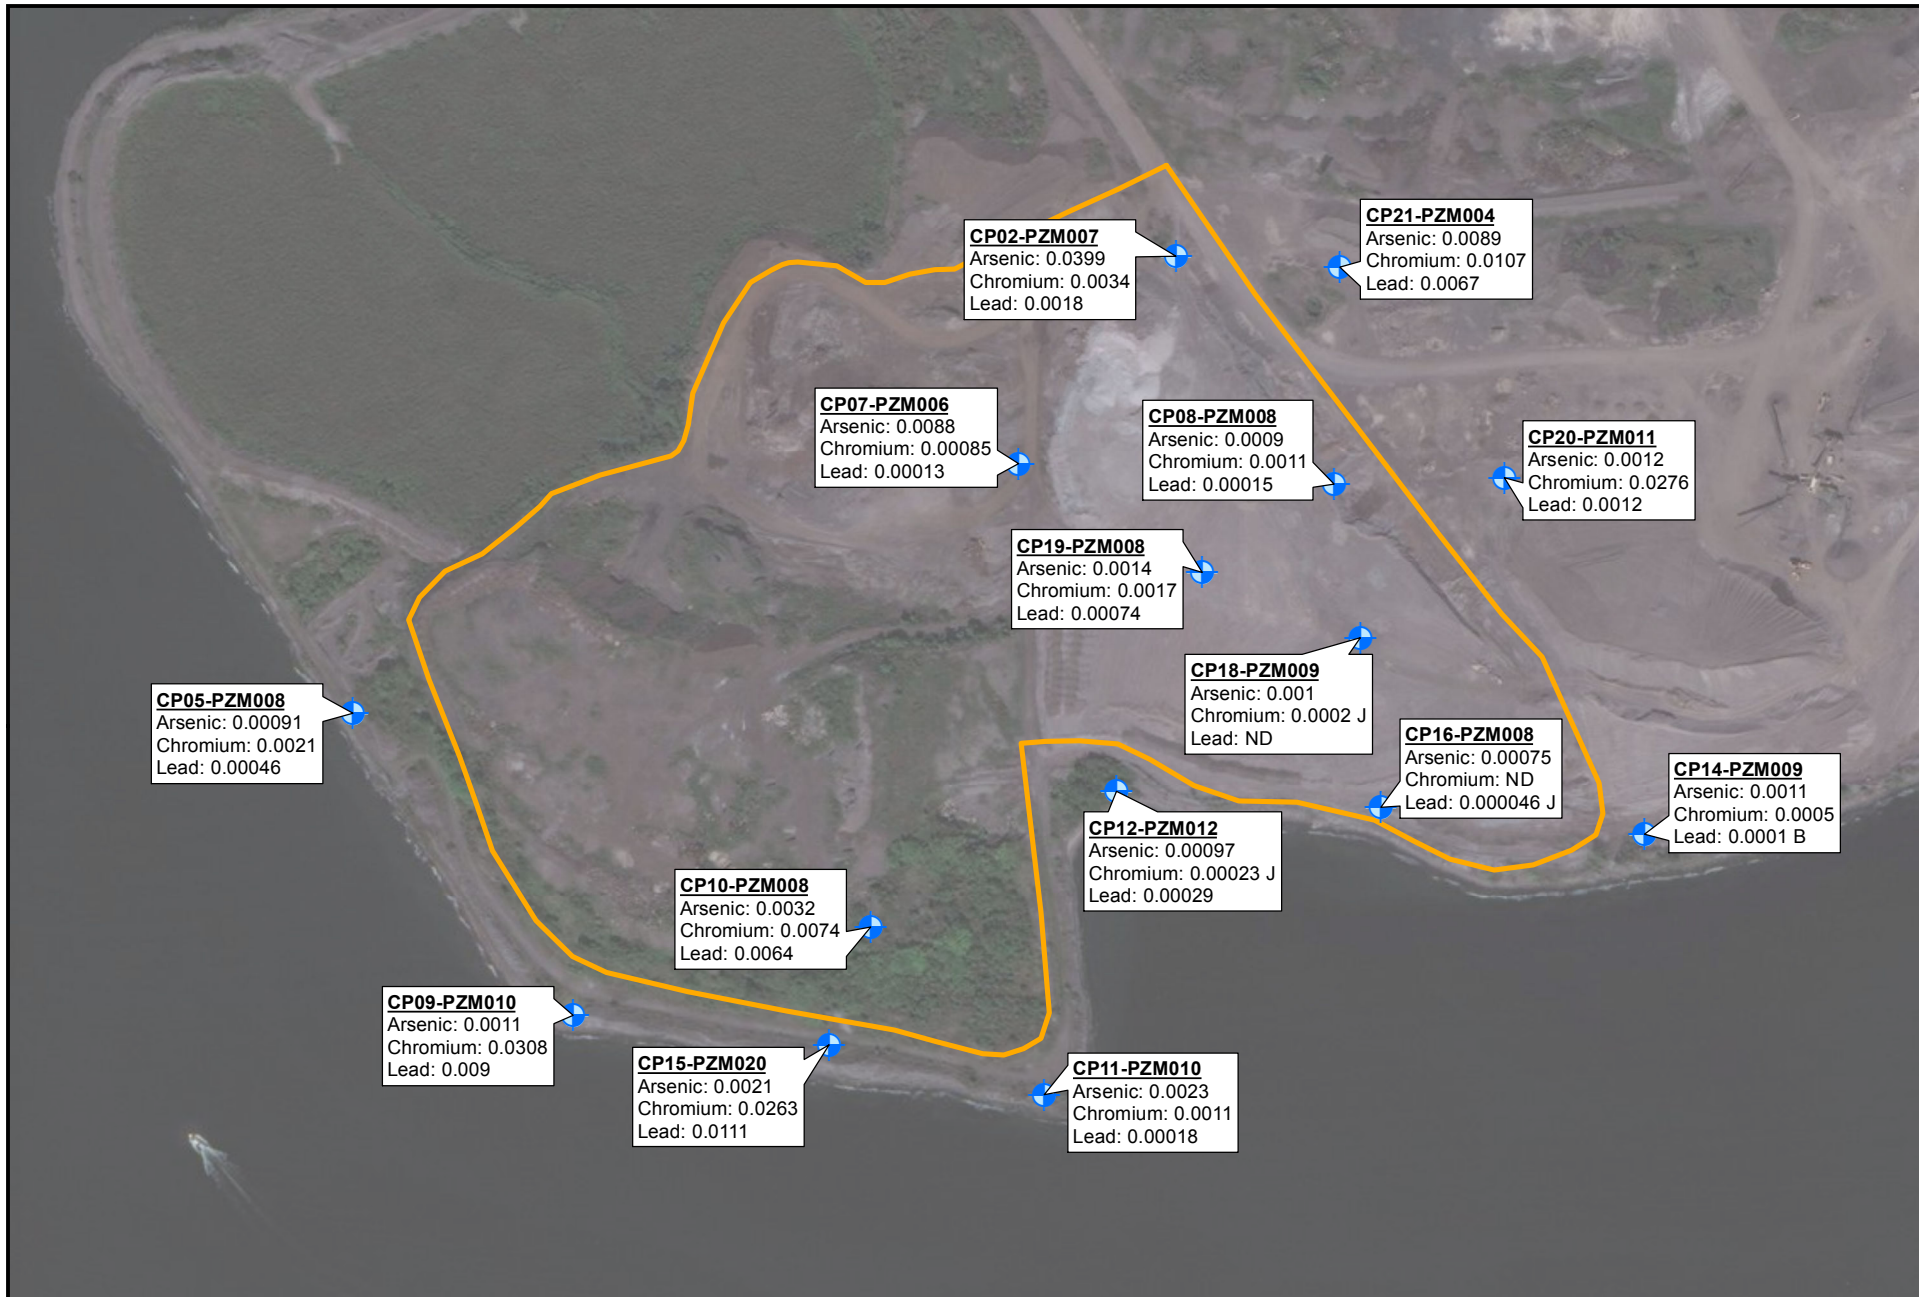 CP02-PZM007
Arsenic: 0.0399
Chromium: 0.0034
Lead: 0.0018
CP21-PZM004
Arsenic: 0.0089
Chromium: 0.0107
Lead: 0.0067
CP07-PZM006
Arsenic: 0.0088
Chromium: 0.00085
Lead: 0.00013
CP08-PZM008
Arsenic: 0.0009
Chromium: 0.0011
Lead: 0.00015
CP20-PZM011
Arsenic: 0.0012
Chromium: 0.0276
Lead: 0.0012
CP19-PZM008
Arsenic: 0.0014
Chromium: 0.0017
Lead: 0.00074
CP18-PZM009
Arsenic: 0.001
Chromium: 0.0002 J
Lead: ND
CP05-PZM008
Arsenic: 0.00091
Chromium: 0.0021
Lead: 0.00046
CP16-PZM008
Arsenic: 0.00075
Chromium: ND
Lead: 0.000046 J
CP14-PZM009
Arsenic: 0.0011
Chromium: 0.0005
Lead: 0.0001 B
CP12-PZM012
Arsenic: 0.00097
Chromium: 0.00023 J
Lead: 0.00029
CP10-PZM008
Arsenic: 0.0032
Chromium: 0.0074
Lead: 0.0064
CP09-PZM010
Arsenic: 0.0011
Chromium: 0.0308
Lead: 0.009
CP15-PZM020
Arsenic: 0.0021
Chromium: 0.0263
Lead: 0.0111
CP11-PZM010
Arsenic: 0.0023
Chromium: 0.0011
Lead: 0.00018